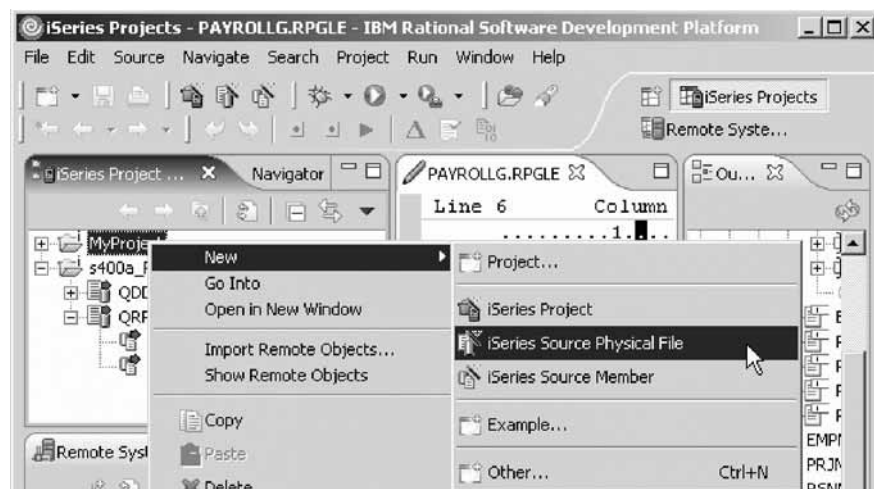 iSeries Projects - PAYROLLG.RPGLE - IBM Rational Software Development Platform
File Edit Source Navigate Search Project Run Window Help
iSeries Projects
Remote Syste...
iSeries Project ... Navigator
PAYROLLG.RPGLE
Ou...
Line 6 Column
.........1...
MyProject
s400a_
New
Go Into
Open in New Window
Import Remote Objects...
Show Remote Objects
Copy
Paste
Delete
Project...
iSeries Project
iSeries Source Physical File
iSeries Source Member
Example...
Other... Ctrl+N
Remote Syst